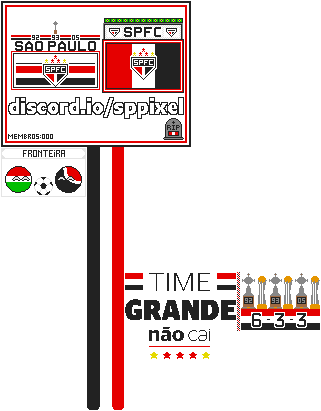 92 93 05
SÃO PAULO
SPFC
SPFC
SPFC
discord.io/sppixel
MEMBROS:000
RIP
FRONTEIRA
TIME
GRANDE
não cai
92 93 05
6-3-3